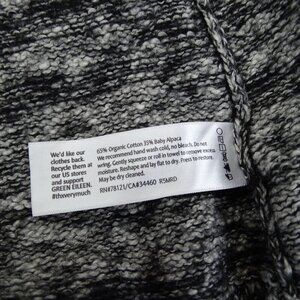 We'd like our
clothes back.
Recycle them at
our US stores
and support
GREEN EILEEN.
#thxverymuch
65% Organic Cotton 35% Baby Alpaca
We recommend hand wash cold, no bleach. Do not
wring. Gently squeeze or roll in towel to remove excess
moisture. Reshape and lay flat to dry. Press to restore.
May be dry cleaned.
RN#78121/CA#34460 R5MRD